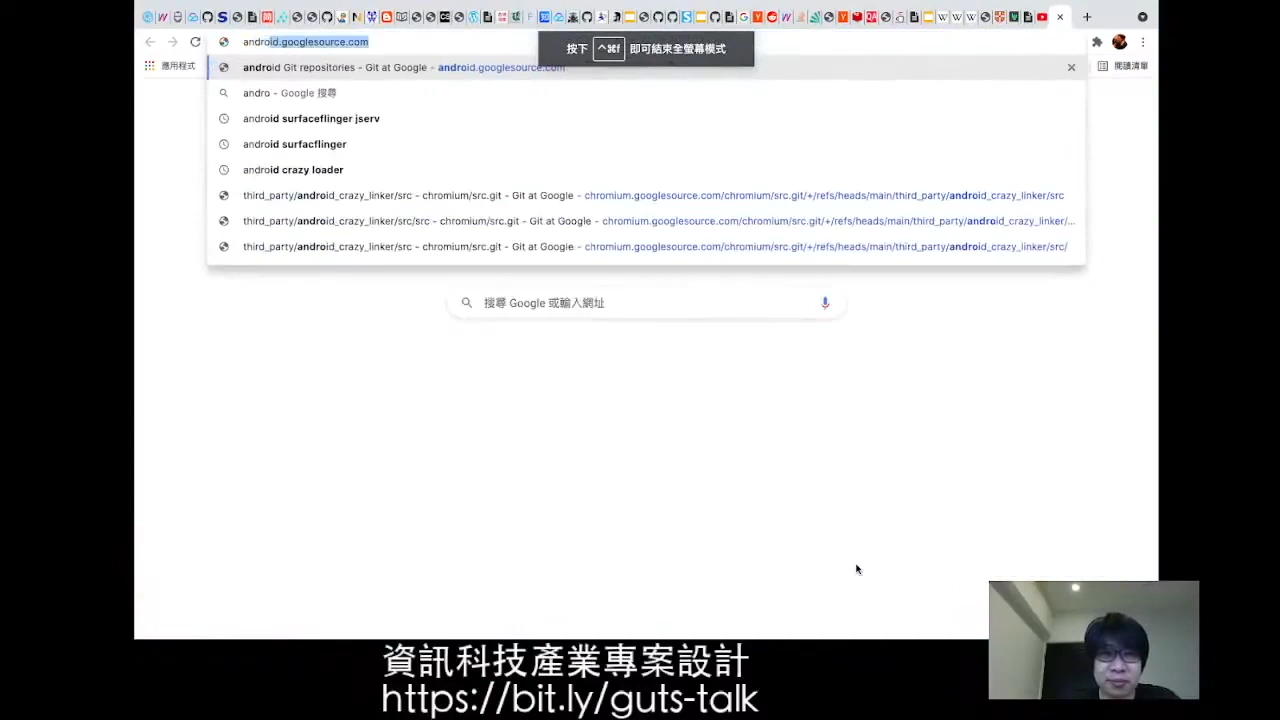 android.googlesource.com
按下 ^⌘f 即可結束全螢幕模式
應用程式
閱讀清單
android Git repositories - Git at Google - android.googlesource.com
andro - Google 搜尋
android surfaceflinger jserv
android surfacflinger
android crazy loader
third_party/android_crazy_linker/src - chromium/src.git - Git at Google - chromium.googlesource.com/chromium/src.git/+/refs/heads/main/third_party/android_crazy_linker/src
third_party/android_crazy_linker/src/src - chromium/src.git - Git at Google - chromium.googlesource.com/chromium/src.git/+/refs/heads/main/third_party/android_crazy_linker/...
third_party/android_crazy_linker/src - chromium/src.git - Git at Google - chromium.googlesource.com/chromium/src.git/+/refs/heads/main/third_party/android_crazy_linker/src/
搜尋 Google 或輸入網址
資訊科技產業專案設計
https://bit.ly/guts-talk